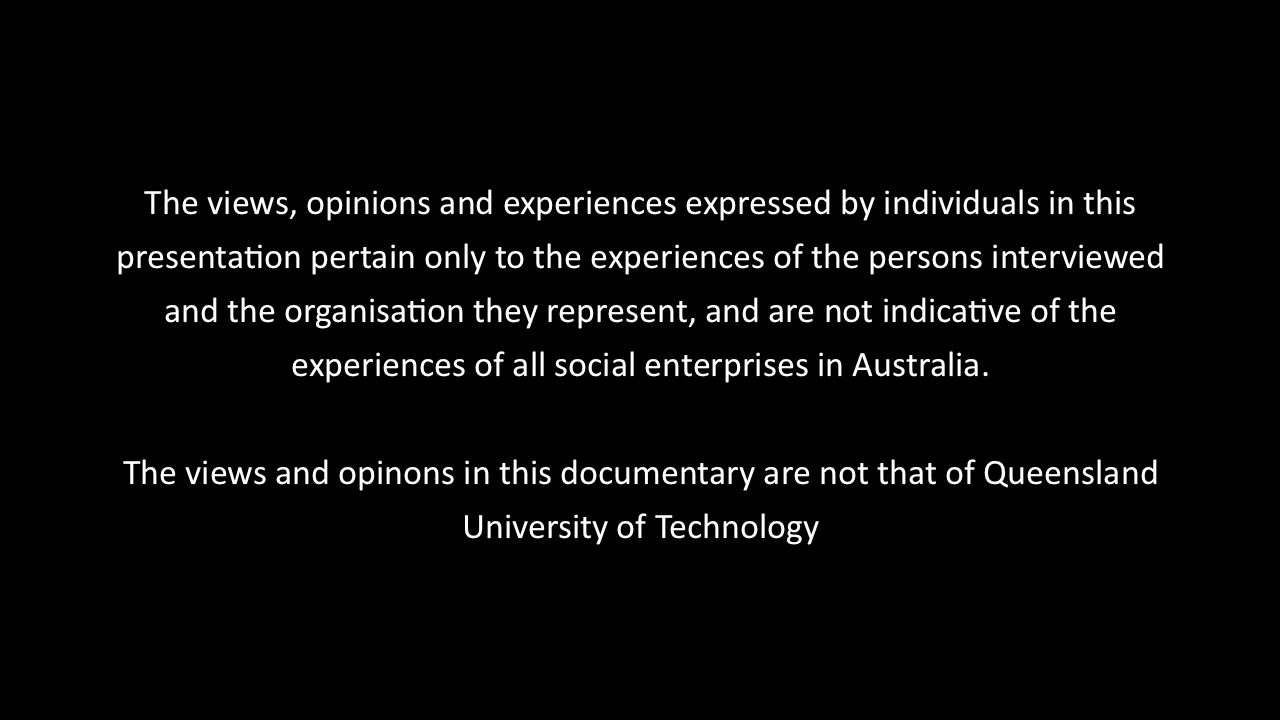 The views, opinions and experiences expressed by individuals in this
presentation pertain only to the experiences of the persons interviewed
and the organisation they represent, and are not indicative of the
experiences of all social enterprises in Australia.
The views and opinons in this documentary are not that of Queensland
University of Technology